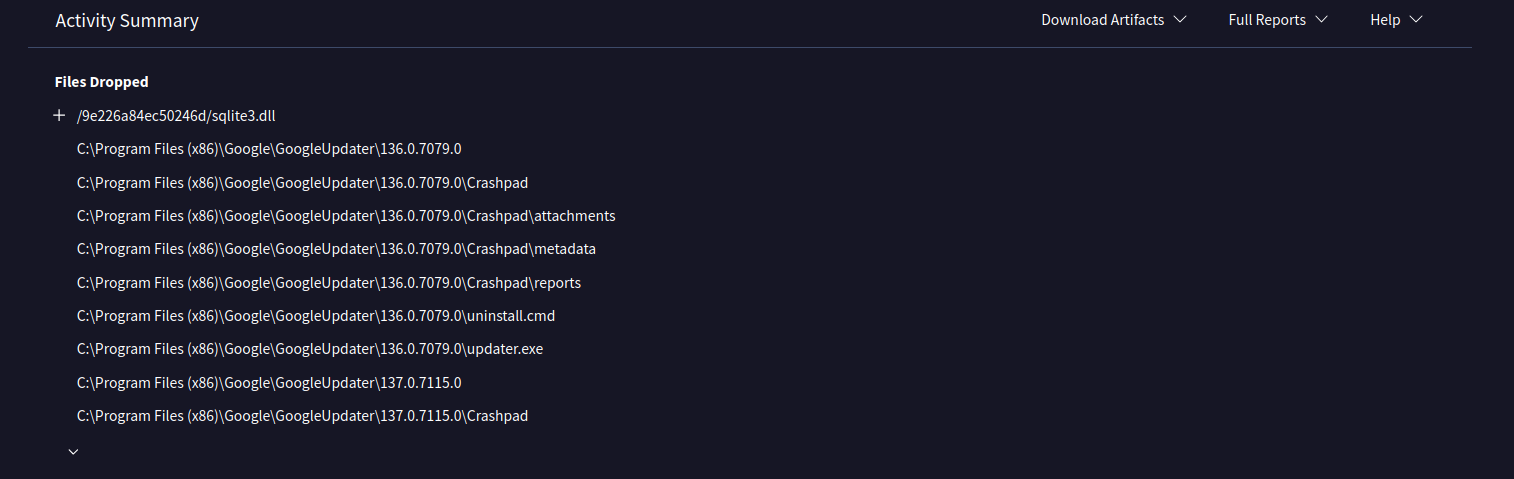 Activity Summary
Download Artifacts Full Reports Help
Files Dropped
/9e226a84ec50246d/sqlite3.dll
C:\Program Files (x86)\Google\GoogleUpdater\136.0.7079.0
C:\Program Files (x86)\Google\GoogleUpdater\136.0.7079.0\Crashpad
C:\Program Files (x86)\Google\GoogleUpdater\136.0.7079.0\Crashpad\attachments
C:\Program Files (x86)\Google\GoogleUpdater\136.0.7079.0\Crashpad\metadata
C:\Program Files (x86)\Google\GoogleUpdater\136.0.7079.0\Crashpad\reports
C:\Program Files (x86)\Google\GoogleUpdater\136.0.7079.0\uninstall.cmd
C:\Program Files (x86)\Google\GoogleUpdater\136.0.7079.0\updater.exe
C:\Program Files (x86)\Google\GoogleUpdater\137.0.7115.0
C:\Program Files (x86)\Google\GoogleUpdater\137.0.7115.0\Crashpad